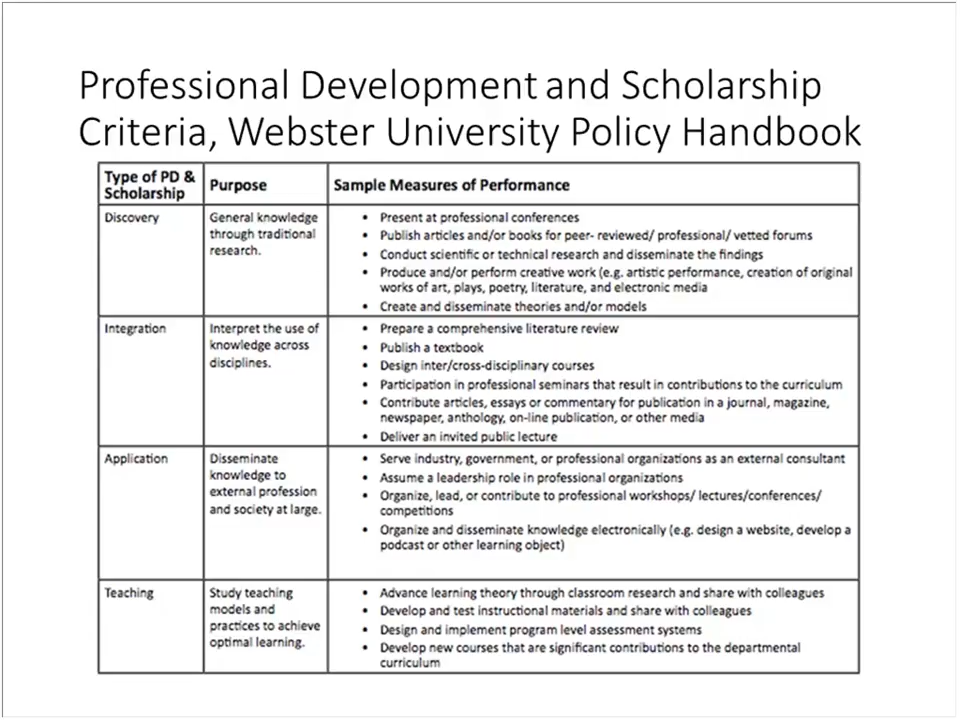 Professional Development and Scholarship
Criteria, Webster University Policy Handbook
Type of PD &
Scholarship
Purpose
Sample Measures of Performance
Discovery
General knowledge
through traditional
research.
• Present at professional conferences
• Publish articles and/or books for peer- reviewed/ professional/ vetted forums
• Conduct scientific or technical research and disseminate the findings
• Produce and/or perform creative work (e.g. artistic performance, creation of original
works of art, plays, poetry, literature, and electronic media
• Create and disseminate theories and/or models
Integration
Interpret the use of
knowledge across
disciplines.
• Prepare a comprehensive literature review
• Publish a textbook
• Design inter/cross-disciplinary courses
• Participation in professional seminars that result in contributions to the curriculum
• Contribute articles, essays or commentary for publication in a journal, magazine,
newspaper, anthology, on-line publication, or other media
• Deliver an invited public lecture
Application
Disseminate
knowledge to
external profession
and society at large.
• Serve industry, government, or professional organizations as an external consultant
• Assume a leadership role in professional organizations
• Organize, lead, or contribute to professional workshops/ lectures/conferences/
competitions
• Organize and disseminate knowledge electronically (e.g. design a website, develop a
podcast or other learning object)
Teaching
Study teaching
models and
practices to achieve
optimal learning.
• Advance learning theory through classroom research and share with colleagues
• Develop and test instructional materials and share with colleagues
• Design and implement program level assessment systems
• Develop new courses that are significant contributions to the departmental
curriculum